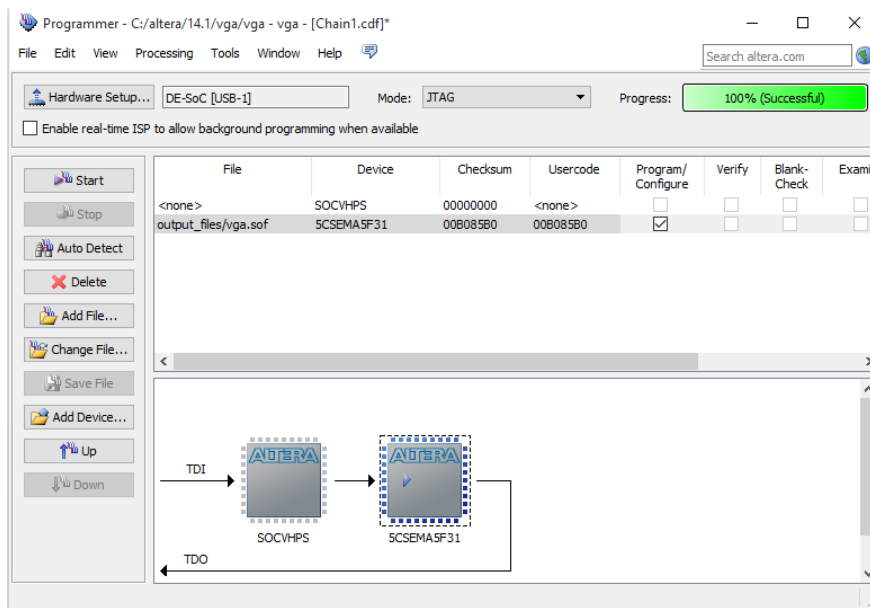 Programmer - C:/altera/14.1/vga/vga - vga - [Chain1.cdf]*
File Edit View Processing Tools Window Help
Search altera.com
Hardware Setup... DE-SoC [USB-1] Mode: JTAG Progress: 100% (Successful)
Enable real-time ISP to allow background programming when available
Start
Stop
Auto Detect
Delete
Add File...
Change File...
Save File
Add Device...
Up
Down
File Device Checksum Usercode Program/ Verify Blank- Exami
Configure Check
<none> SOCVHPS 00000000 <none>
output_files/vga.sof 5CSEMA5F31 00B085B0 00B085B0
ALTERA ALTERA
TDI
SOCVHPS 5CSEMA5F31
TDO